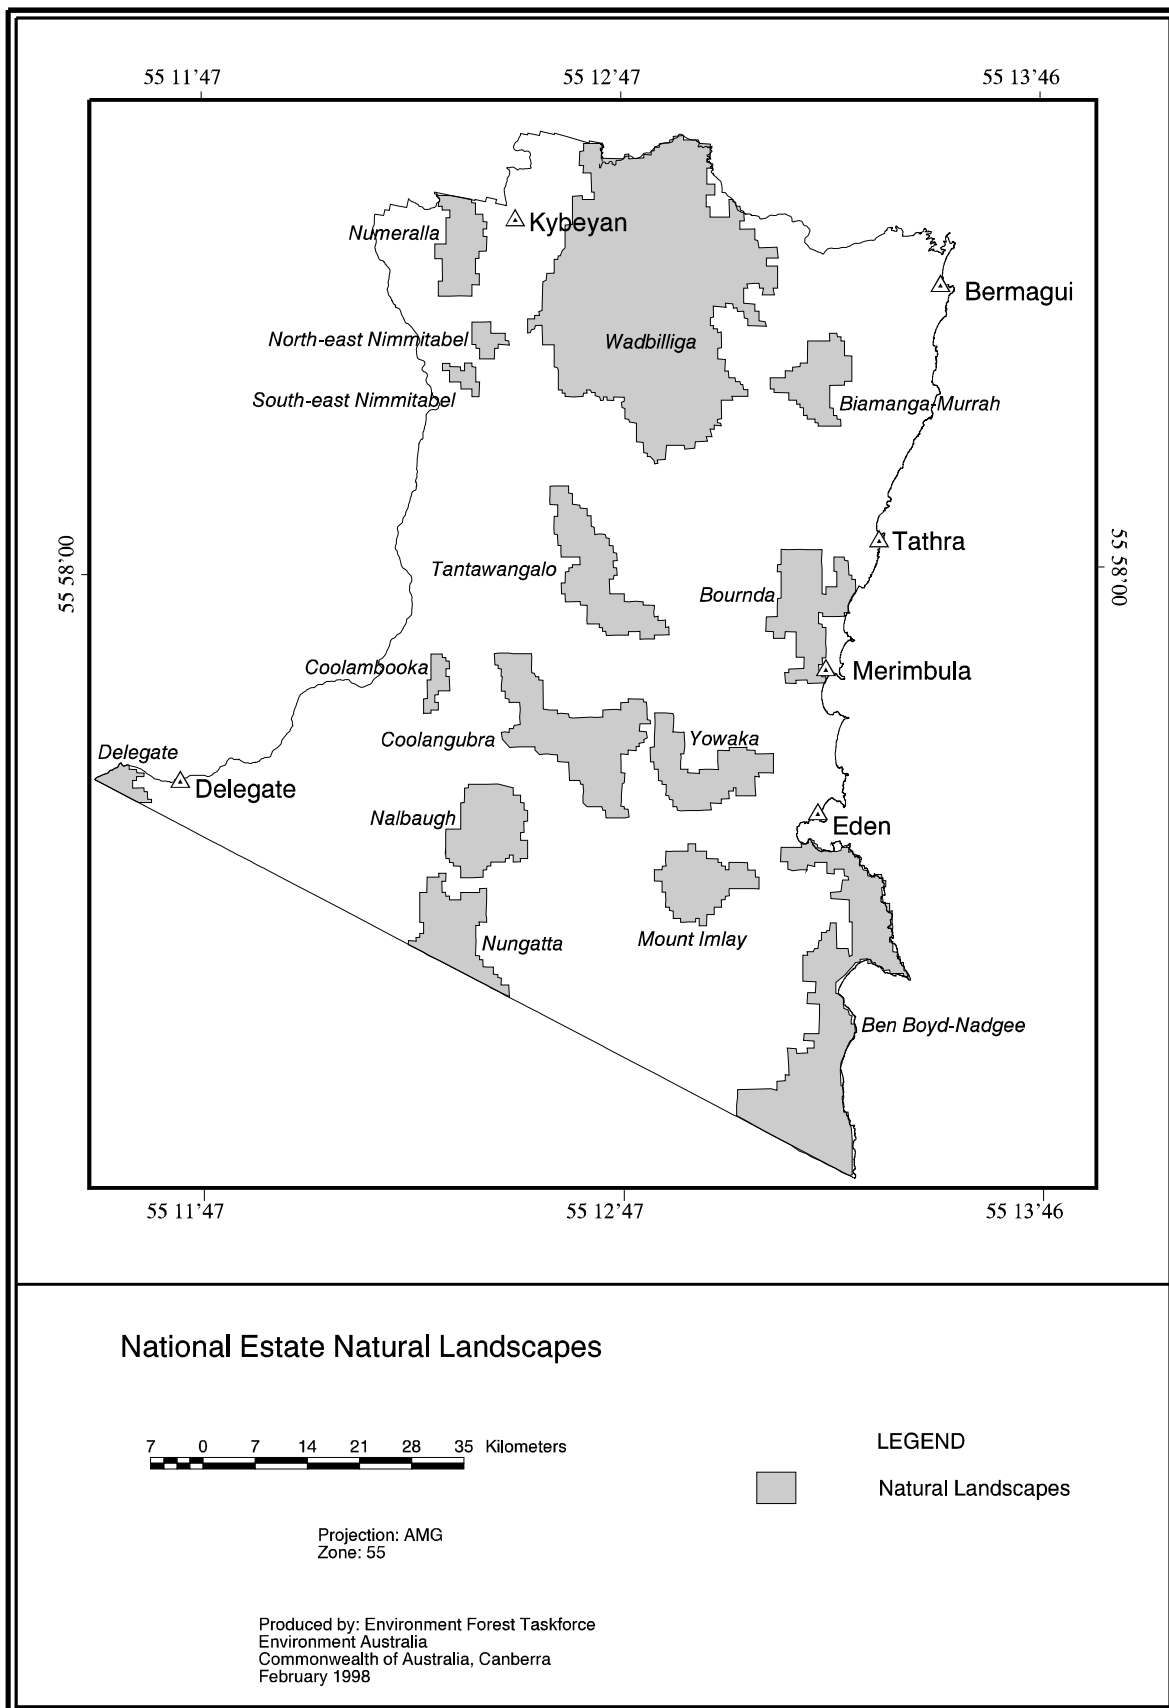 55 11'47
55 12'47
55 13'46
Kybeyan
Numeralla
Bermagui
North-east Nimmitabel
Wadbilliga
South-east Nimmitabel
Biamanga-Murrah
Tathra
55 58'00
55 58'00
Tantawangalo
Bournda
Coolambooka
Merimbula
Coolangubra
Yowaka
Delegate
Delegate
Nalbaugh
Eden
Nungatta
Mount Imlay
Ben Boyd-Nadgee
55 11'47
55 12'47
55 13'46
National Estate Natural Landscapes
7 0 7 14 21 28 35 Kilometers
LEGEND
Natural Landscapes
Projection: AMG
Zone: 55
Produced by: Environment Forest Taskforce
Environment Australia
Commonwealth of Australia, Canberra
February 1998